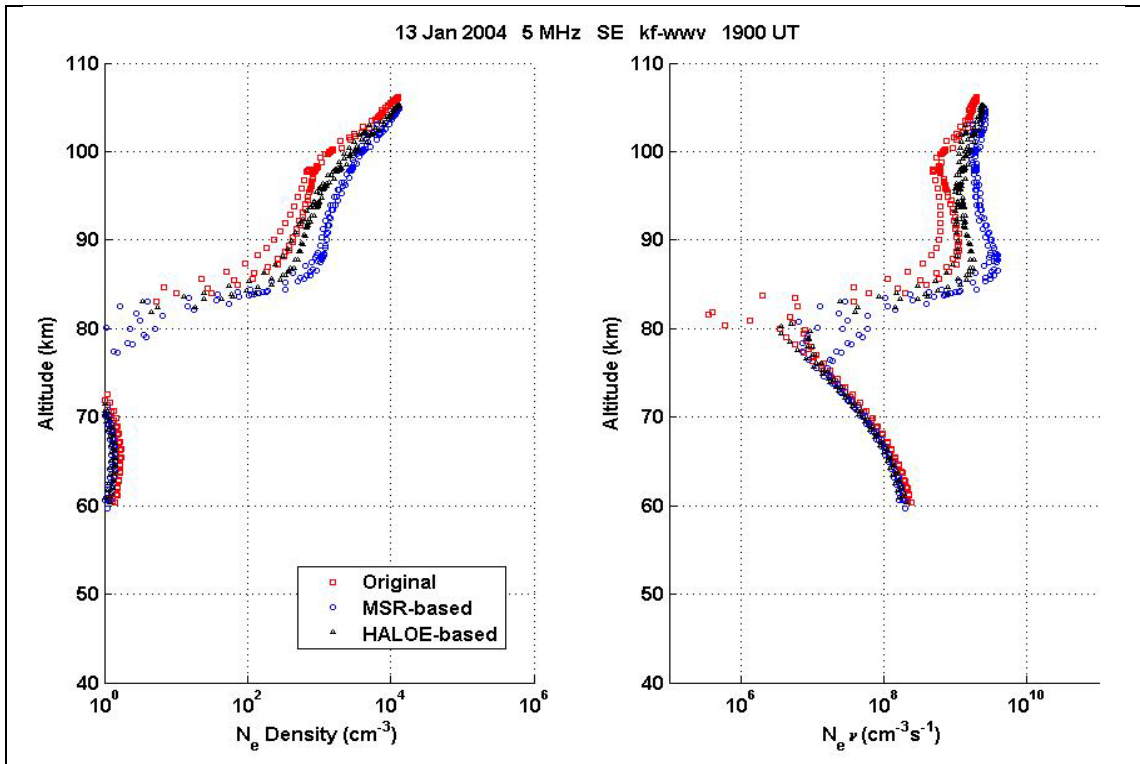 13 Jan 2004 5 MHz SE kf-wwv 1900 UT
110
100
90
80
70
60
50
40
Altitude (km)
Original
MSR-based
HALOE-based
10^0
10^2
10^4
10^6
N_e Density (cm^-3)
110
100
90
80
70
60
50
40
Altitude (km)
10^6
10^8
10^10
N_e ν (cm^-3 s^-1)